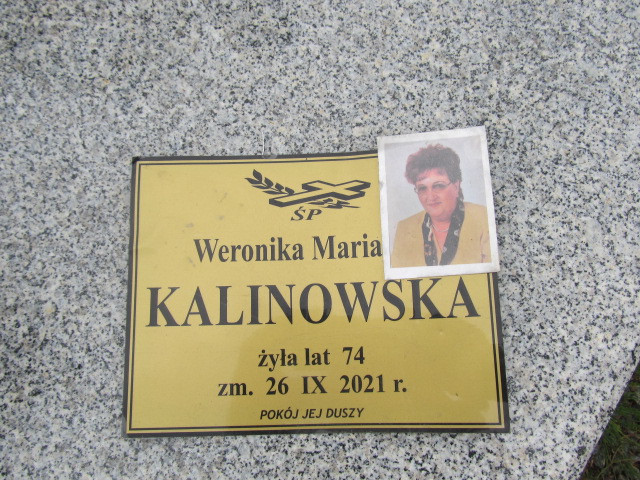 ŚP
Weronika Maria
KALINOWSKA
żyła lat 74
zm. 26 IX 2021 r.
POKÓJ JEJ DUSZY